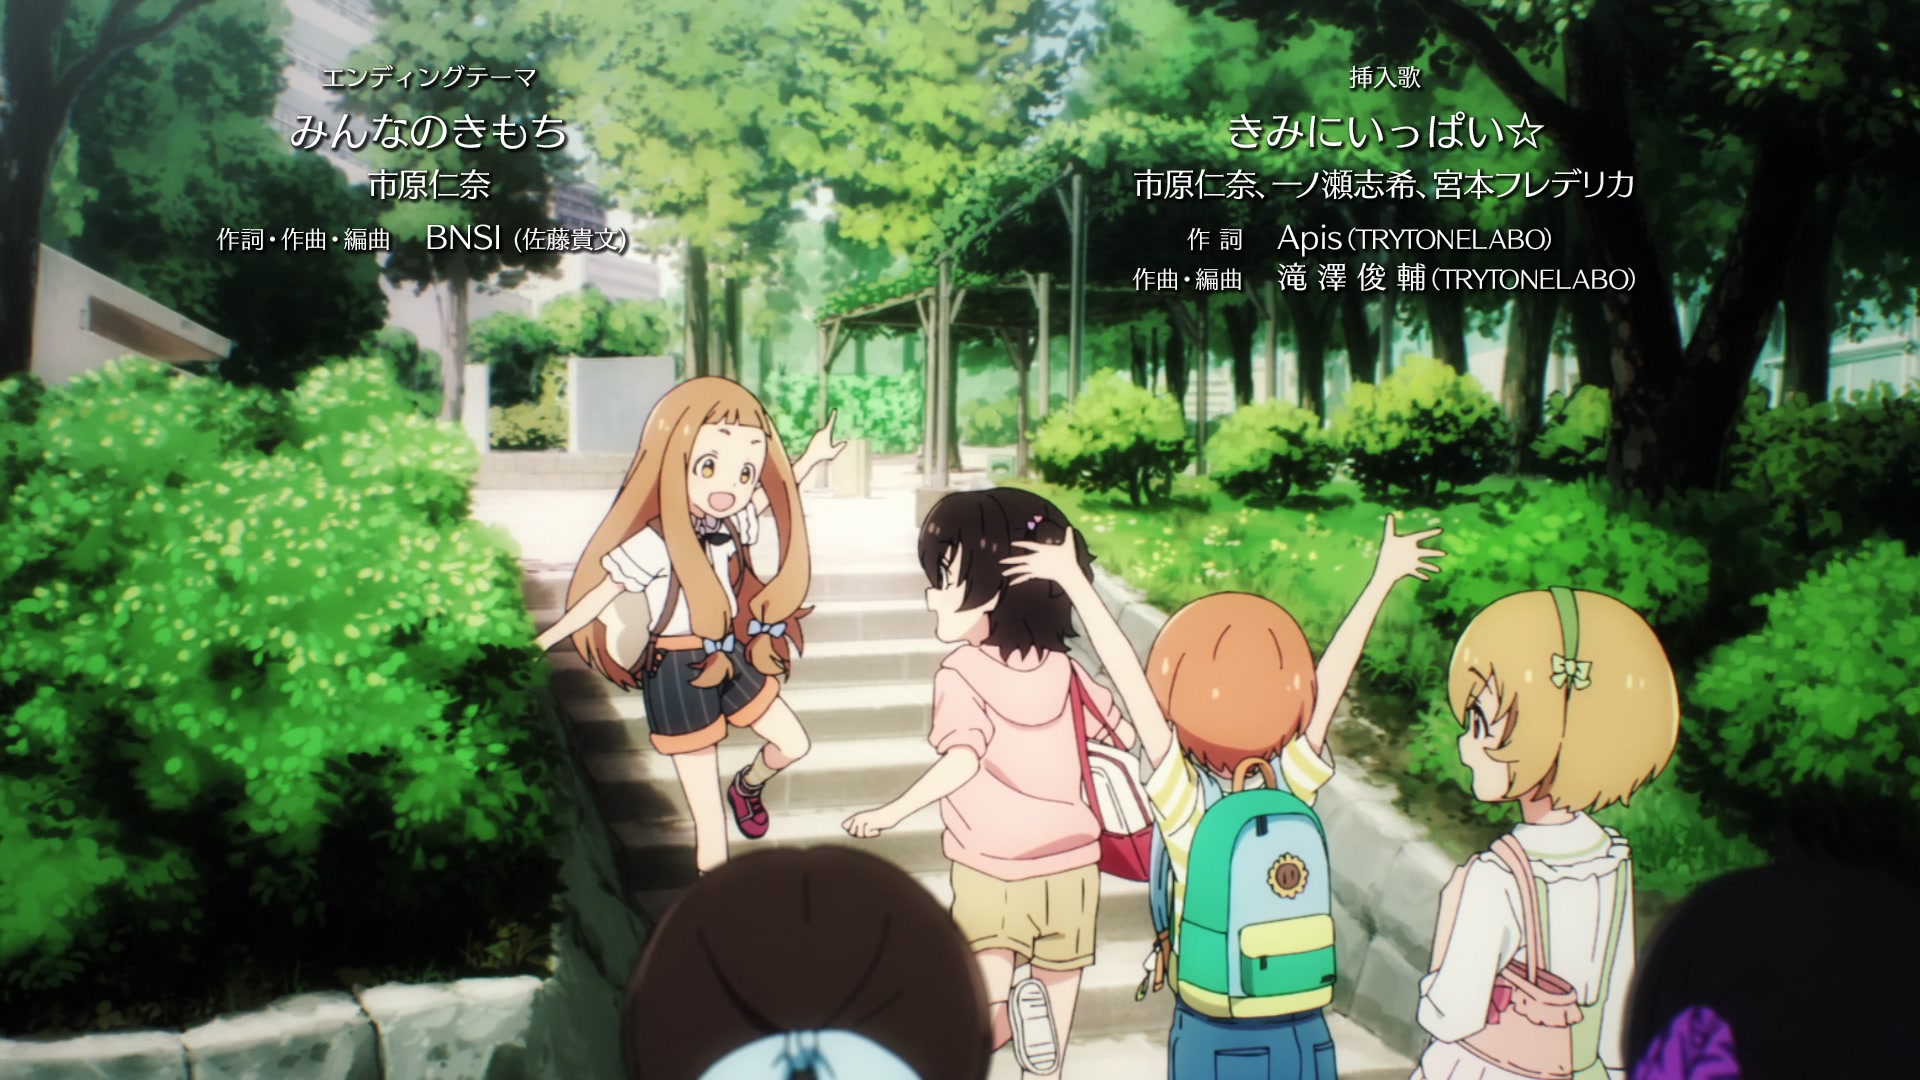 エンディングテーマ
みんなのきもち
市原仁奈
作詞・作曲・編曲 BNSI (佐藤貴文)
挿入歌
きみにいっぱい☆
市原仁奈、一ノ瀬志希、宮本フレデリカ
作 詞 Apis (TRYTONELABO)
作曲・編曲 滝 澤 俊 輔 (TRYTONELABO)